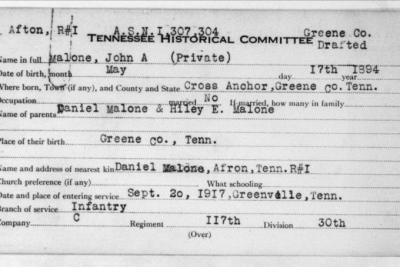 Afton, R#I A.S.N.I,307,304 Greene Co.
TENNESSEE HISTORICAL COMMITTEE Drafted
Name in full Malone, John A (Private)
Date of birth, month May day 17th year 1894
Where born, Town (if any), and County and State. Cross Anchor, Greene Co. Tenn.
Occupation married No If married, how many in family
Name of parents Daniel Malone & Hiley E. Malone
Place of their birth Greene Co., Tenn.
Name and address of nearest kin Daniel Malone, Afron, Tenn. R#I
Church preference (if any) What schooling
Date and place of entering service Sept. 20, 1917, Greenville, Tenn.
Branch of service Infantry
Company C Regiment II7th Division 30th
(Over)